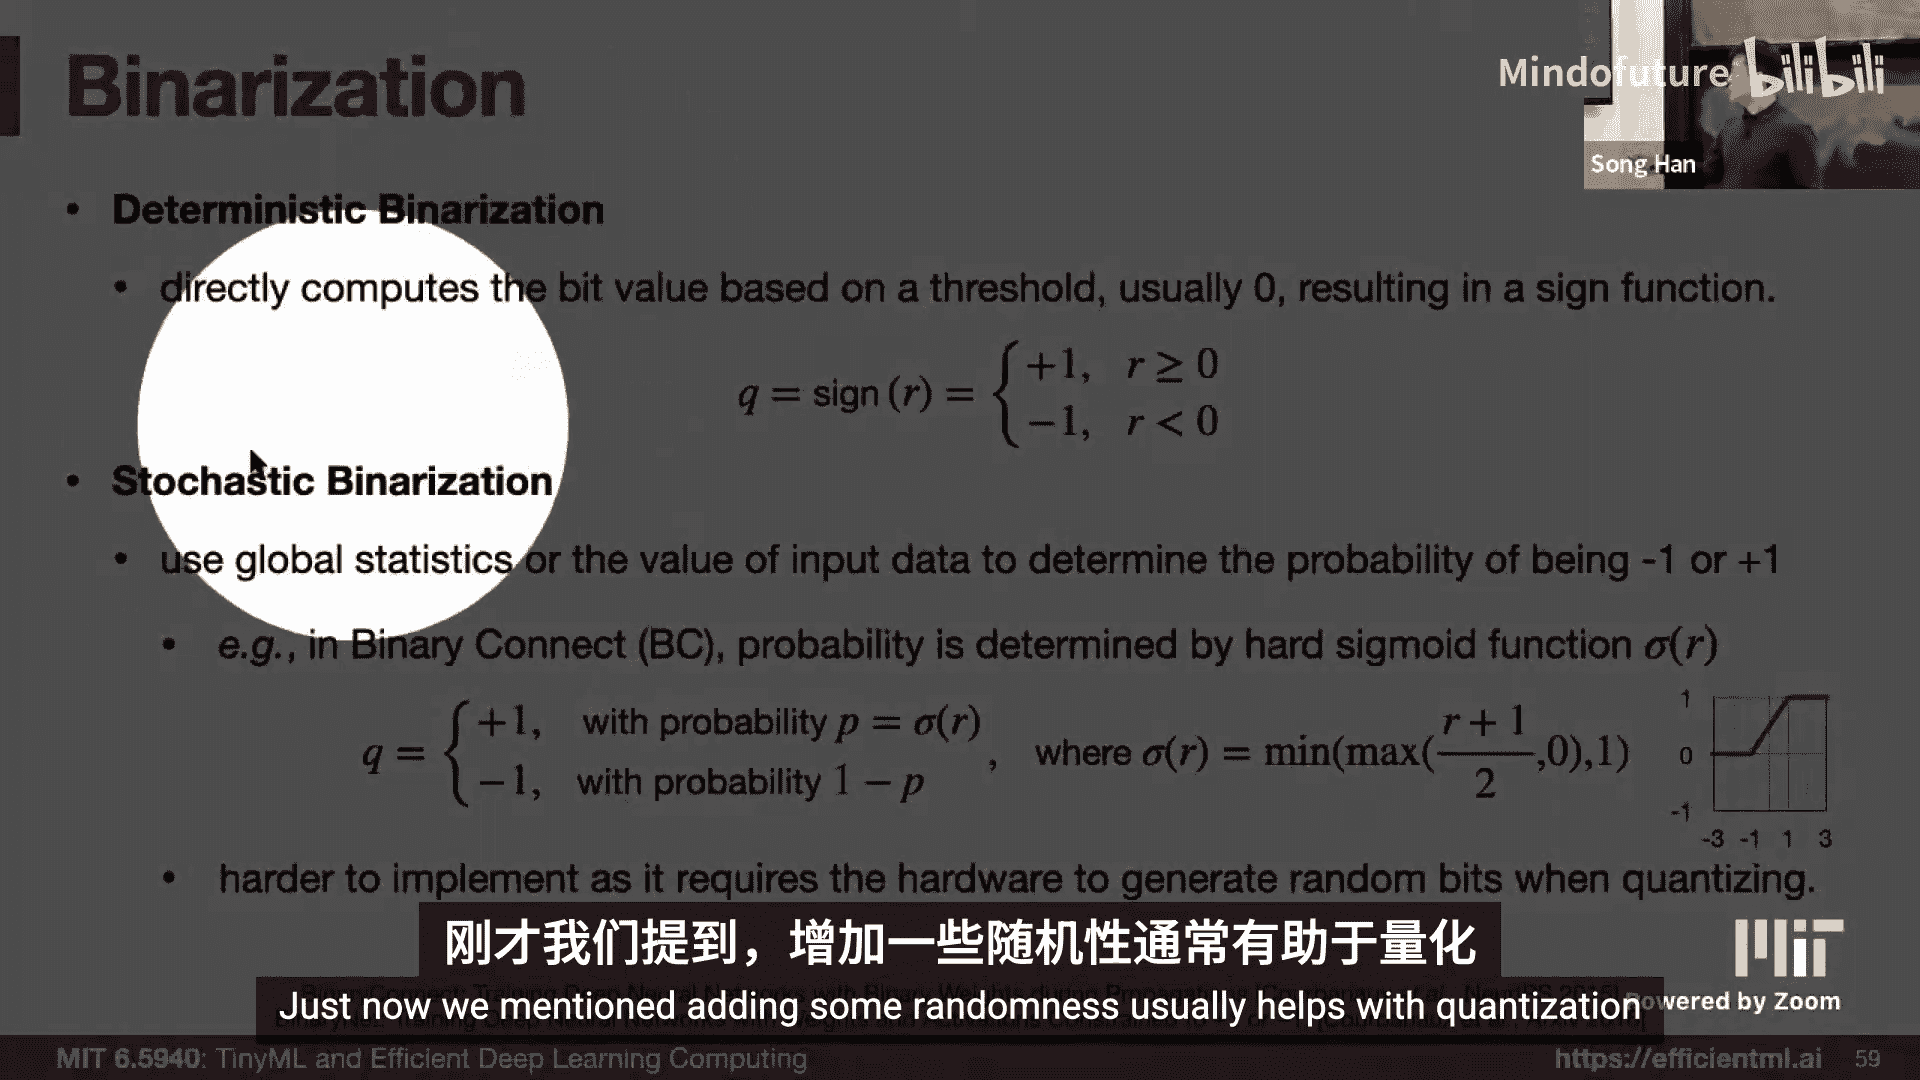 Binarization
Mindofuture bilibili
Song Han
• Deterministic Binarization
• directly computes the bit value based on a threshold, usually 0, resulting in a sign function.
q = sign (r) = { +1, r ≥ 0
−1, r < 0
• Stochastic Binarization
• use global statistics or the value of input data to determine the probability of being -1 or +1
• e.g., in Binary Connect (BC), probability is determined by hard sigmoid function σ(r)
q = { +1, with probability p = σ(r)
−1, with probability 1 − p
, where σ(r) = min(max((r + 1)/2,0),1)
1
0
-1
-3 -1 1 3
• harder to implement as it requires the hardware to generate random bits when quantizing.
刚才我们提到，增加一些随机性通常有助于量化
Just now we mentioned adding some randomness usually helps with quantization
MIT
Powered by Zoom
MIT 6.5940: TinyML and Efficient Deep Learning Computing
https://efficientml.ai 59